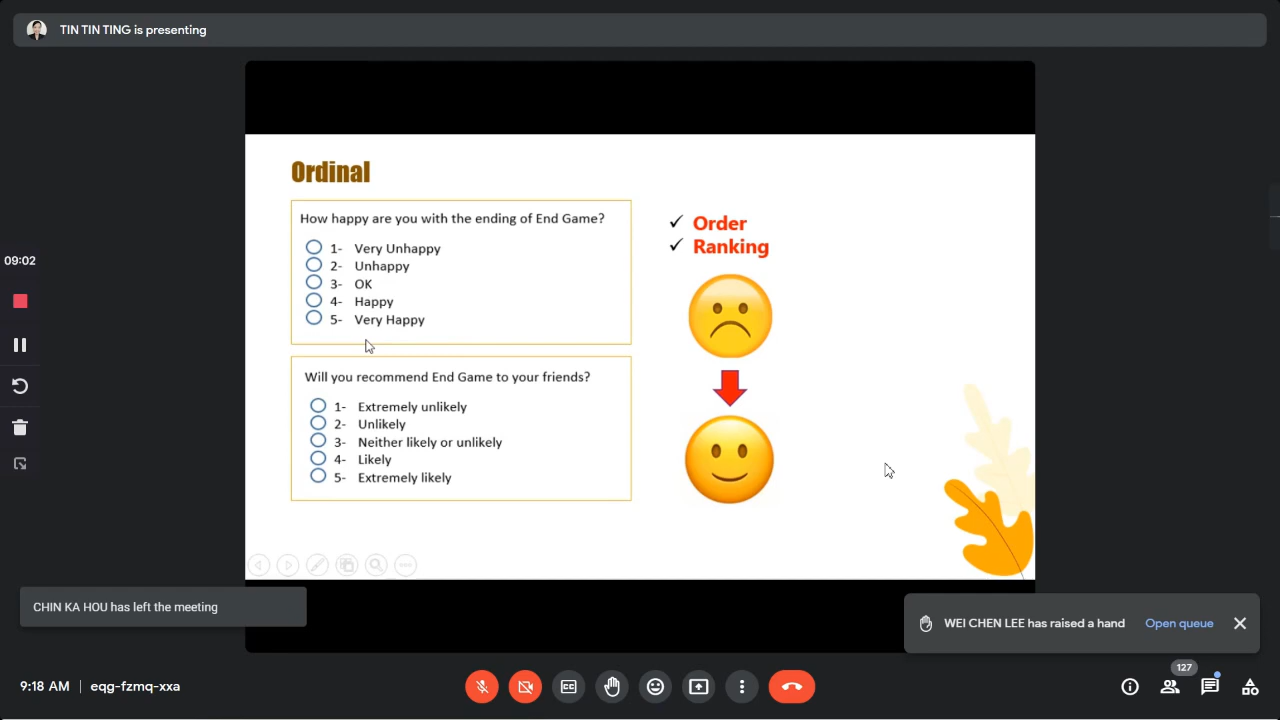 TIN TIN TING is presenting
Ordinal
How happy are you with the ending of End Game?
1- Very Unhappy
2- Unhappy
3- OK
4- Happy
5- Very Happy
Will you recommend End Game to your friends?
1- Extremely unlikely
2- Unlikely
3- Neither likely or unlikely
4- Likely
5- Extremely likely
✓ Order
✓ Ranking
09:02
CHIN KA HOU has left the meeting
WEI CHEN LEE has raised a hand Open queue
9:18 AM | eqg-fzmq-xxa
CC
127